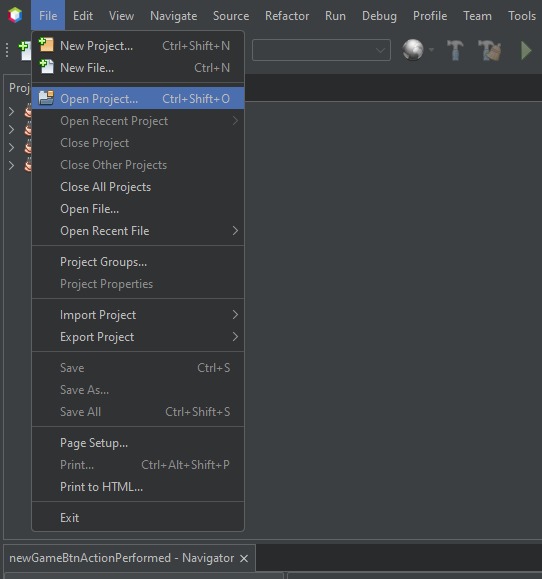 File Edit View Navigate Source Refactor Run Debug Profile Team Tools
New Project... Ctrl+Shift+N
New File... Ctrl+N
Proj
Open Project... Ctrl+Shift+O
Open Recent Project
Close Project
Close Other Projects
Close All Projects
Open File...
Open Recent File
Project Groups...
Project Properties
Import Project
Export Project
Save Ctrl+S
Save As...
Save All Ctrl+Shift+S
Page Setup...
Print... Ctrl+Alt+Shift+P
Print to HTML...
Exit
newGameBtnActionPerformed - Navigator